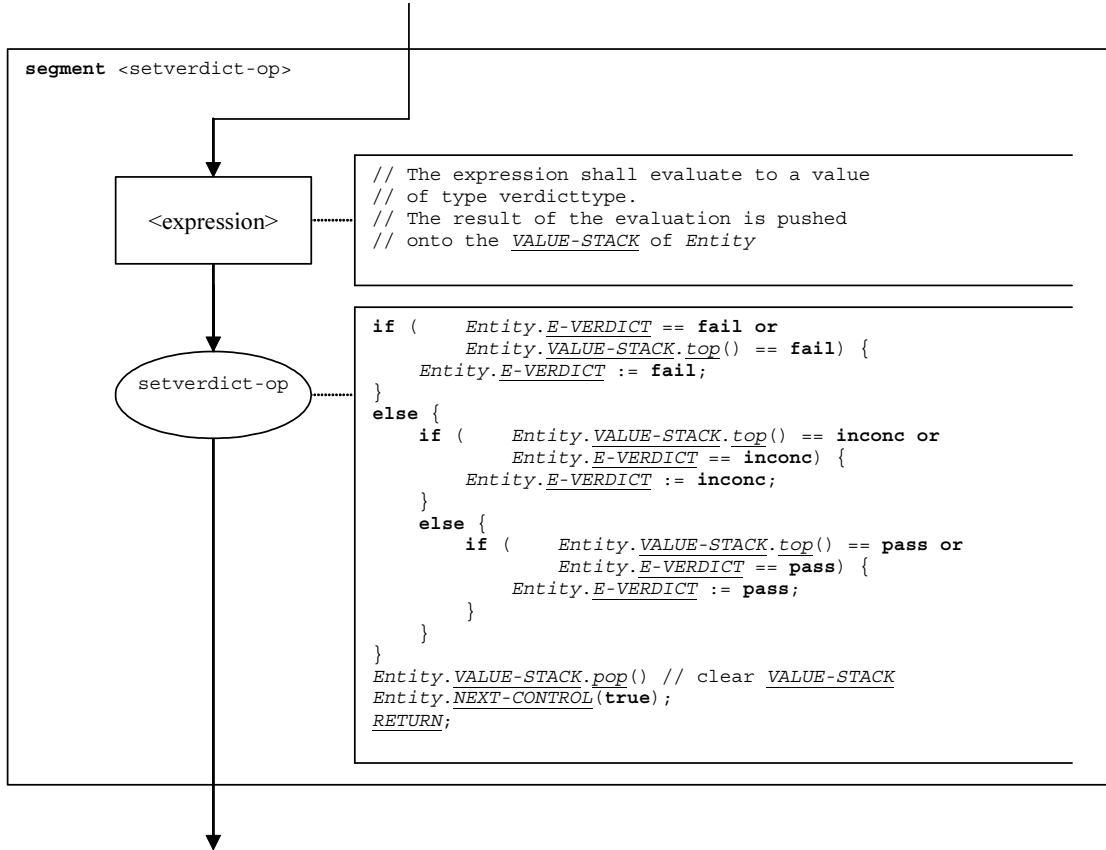 segment <setverdict-op>
<expression>
// The expression shall evaluate to a value
// of type verdicttype.
// The result of the evaluation is pushed
// onto the VALUE-STACK of Entity
setverdict-op
if ( Entity.E-VERDICT == fail or
Entity.VALUE-STACK.top() == fail) {
Entity.E-VERDICT := fail;
}
else {
if ( Entity.VALUE-STACK.top() == inconc or
Entity.E-VERDICT == inconc) {
Entity.E-VERDICT := inconc;
}
else {
if ( Entity.VALUE-STACK.top() == pass or
Entity.E-VERDICT == pass) {
Entity.E-VERDICT := pass;
}
}
}
Entity.VALUE-STACK.pop() // clear VALUE-STACK
Entity.NEXT-CONTROL(true);
RETURN;